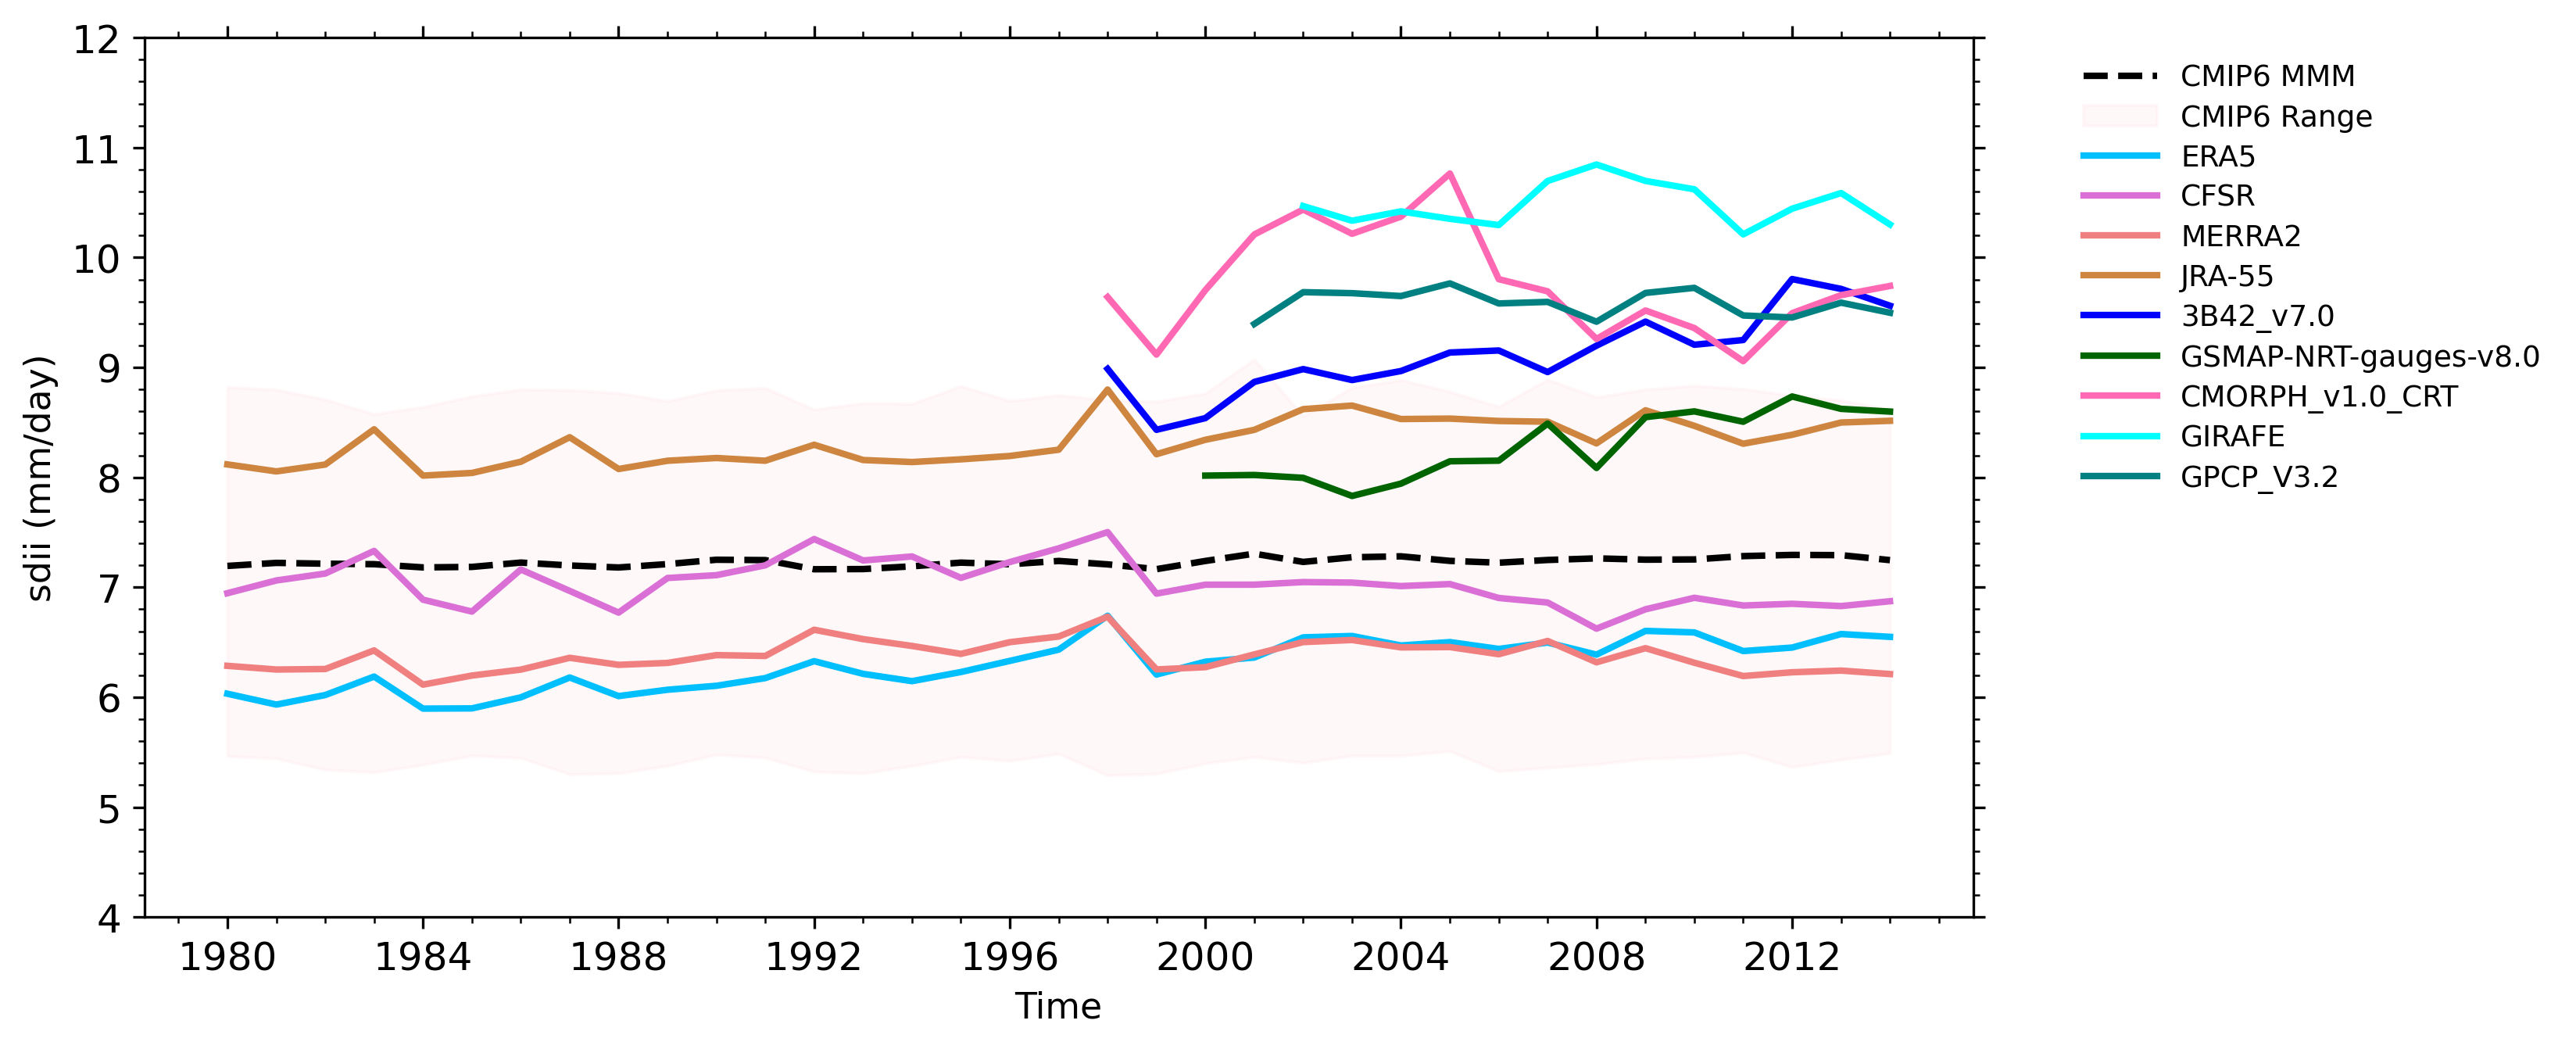 12
11
10
9
8
7
6
5
4
sdii (mm/day)
1980 1984 1988 1992 1996 2000 2004 2008 2012
Time
CMIP6 MMM
CMIP6 Range
ERA5
CFSR
MERRA2
JRA-55
3B42_v7.0
GSMAP-NRT-gauges-v8.0
CMORPH_v1.0_CRT
GIRAFE
GPCP_V3.2